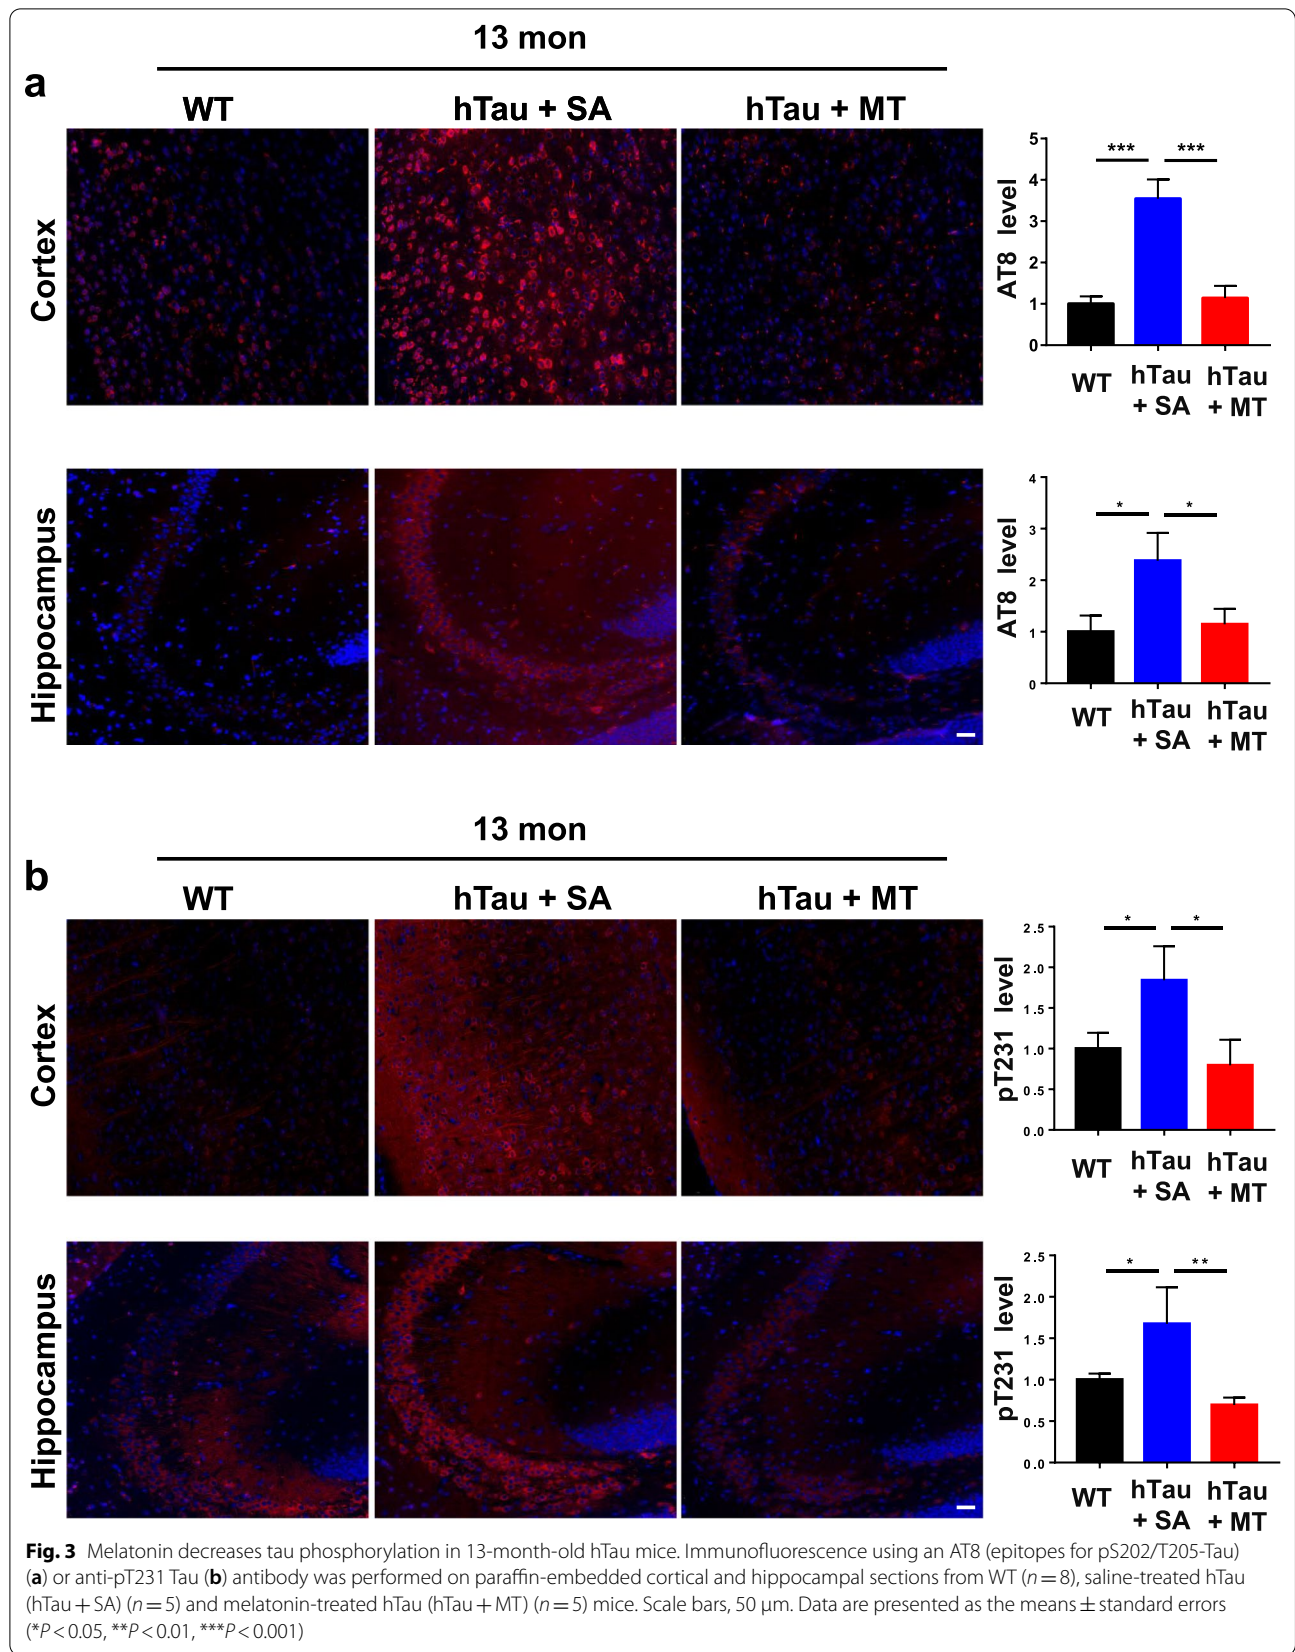 13 mon
a
WT hTau + SA hTau + MT
Cortex
AT8 level
5
4
3
2
1
0
*** ***
WT hTau + SA hTau + MT
Hippocampus
AT8 level
4
3
2
1
0
* *
WT hTau + SA hTau + MT
13 mon
b
WT hTau + SA hTau + MT
Cortex
pT231 level
2.5
2.0
1.5
1.0
0.5
0.0
* *
WT hTau + SA hTau + MT
Hippocampus
pT231 level
2.5
2.0
1.5
1.0
0.5
0.0
* **
WT hTau + SA hTau + MT
Fig. 3 Melatonin decreases tau phosphorylation in 13-month-old hTau mice. Immunofluorescence using an AT8 (epitopes for pS202/T205-Tau)
(a) or anti-pT231 Tau (b) antibody was performed on paraffin-embedded cortical and hippocampal sections from WT (n = 8), saline-treated hTau
(hTau + SA) (n = 5) and melatonin-treated hTau (hTau + MT) (n = 5) mice. Scale bars, 50 μm. Data are presented as the means ± standard errors
(*P < 0.05, **P < 0.01, ***P < 0.001)